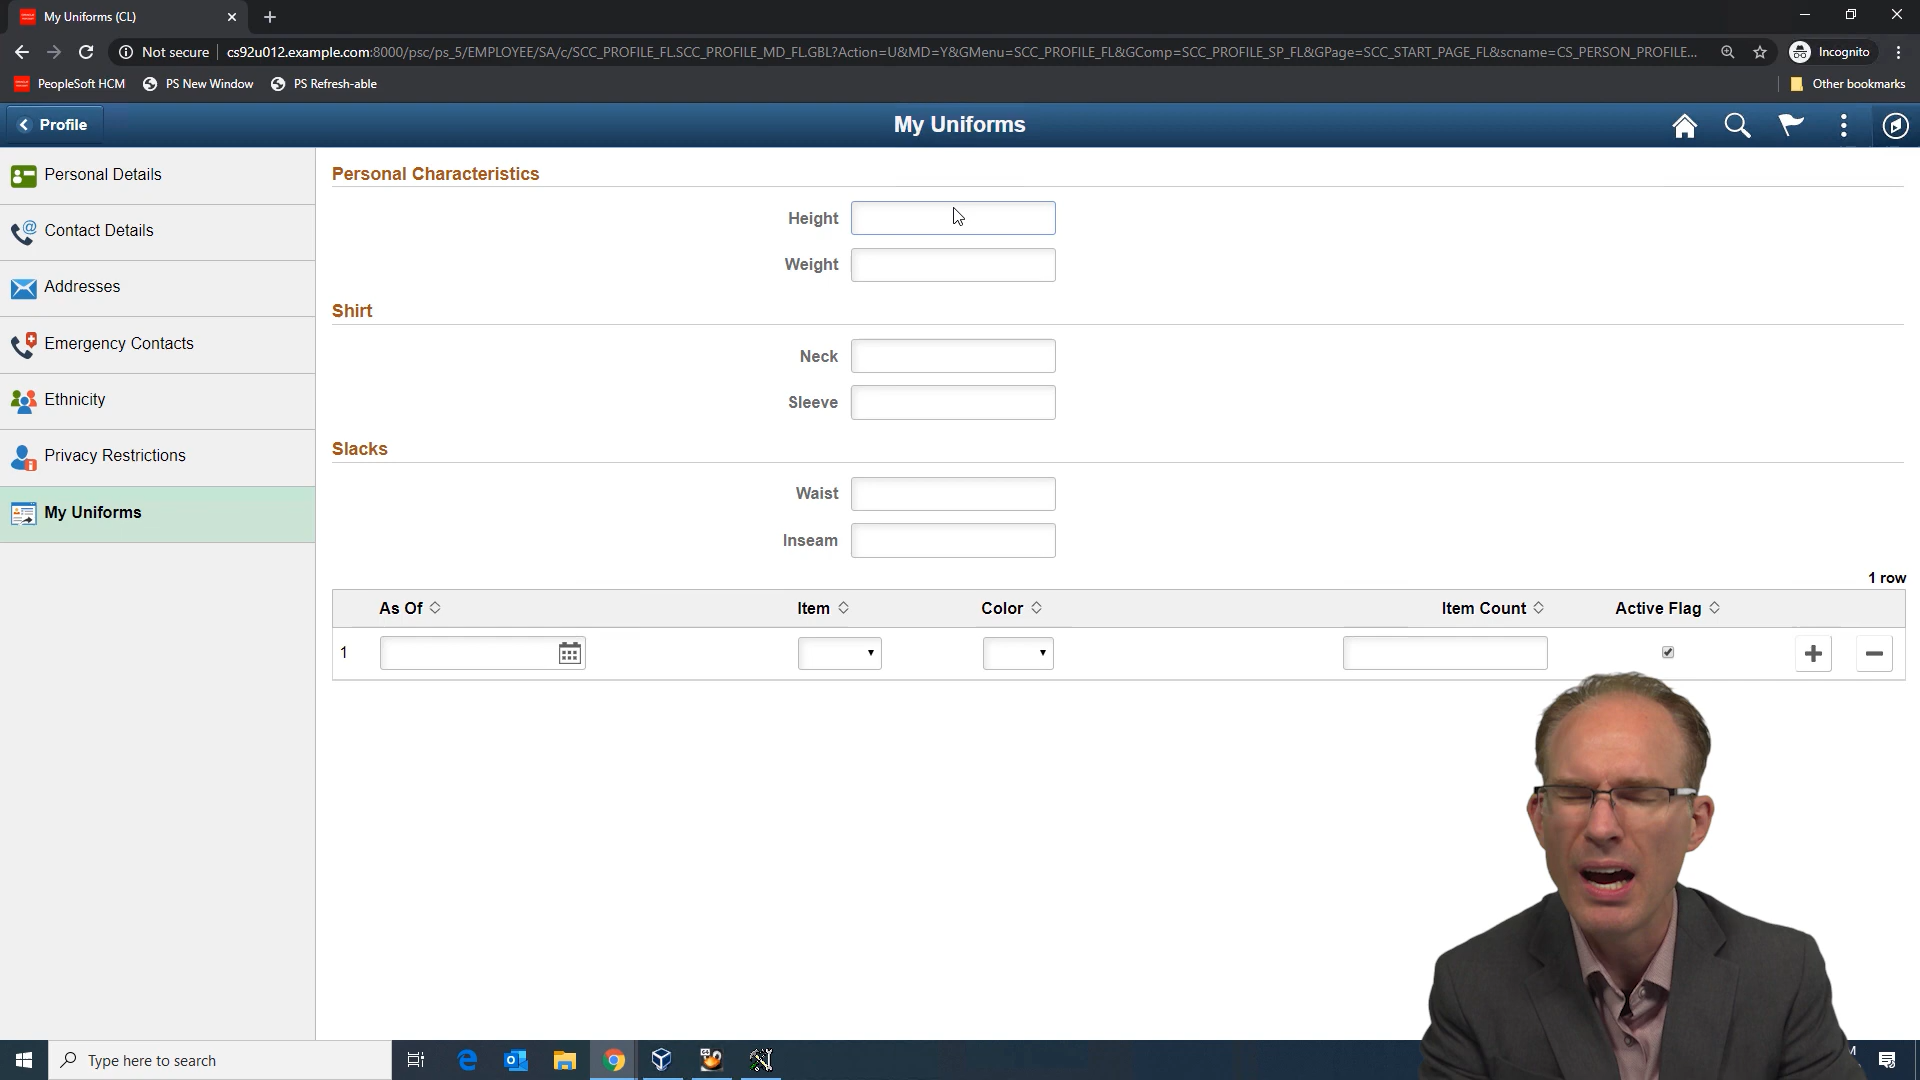 My Uniforms (CL)
Not secure
cs92u012.example.com:8000/psc/ps_5/EMPLOYEE/SA/c/SCC_PROFILE_FL.SCC_PROFILE_MD_FL.GBL?Action=U&MD=Y&GMenu=SCC_PROFILE_FL&GComp=SCC_PROFILE_SP_FL&GPage=SCC_START_PAGE_FL&scname=CS_PERSON_PROFILE...
Incognito
PeopleSoft HCM
PS New Window
PS Refresh-able
Other bookmarks
Profile
My Uniforms
Personal Details
Contact Details
Addresses
Emergency Contacts
Ethnicity
Privacy Restrictions
My Uniforms
Personal Characteristics
Height
Weight
Shirt
Neck
Sleeve
Slacks
Waist
Inseam
1 row
As Of
Item
Color
Item Count
Active Flag
1
Type here to search